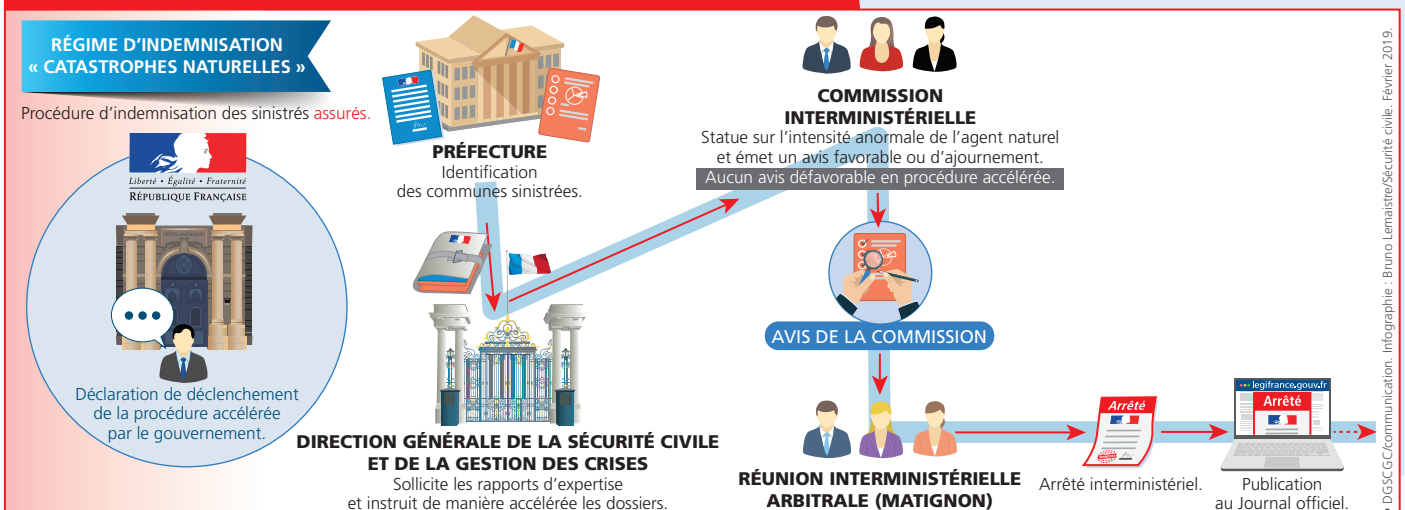 RÉGIME D'INDEMNISATION
« CATASTROPHES NATURELLES »
Procédure d'indemnisation des sinistrés assurés.
Liberté • Égalité • Fraternité
RÉPUBLIQUE FRANÇAISE
Déclaration de déclenchement
de la procédure accélérée
par le gouvernement.
PRÉFECTURE
Identification
des communes sinistrées.
DIRECTION GÉNÉRALE DE LA SÉCURITÉ CIVILE
ET DE LA GESTION DES CRISES
Sollicite les rapports d'expertise
et instruit de manière accélérée les dossiers.
COMMISSION
INTERMINISTÉRIELLE
Statue sur l'intensité anormale de l'agent naturel
et émet un avis favorable ou d'ajournement.
Aucun avis défavorable en procédure accélérée.
AVIS DE LA COMMISSION
RÉUNION INTERMINISTÉRIELLE
ARBITRALE (MATIGNON)
Arrêté
Arrêté interministériel.
legifrance.gouv.fr
Arrêté
Publication
au Journal officiel.
DGSCGC/communication. Infographie : Bruno Lemaistre/Sécurité civile. Février 2019.